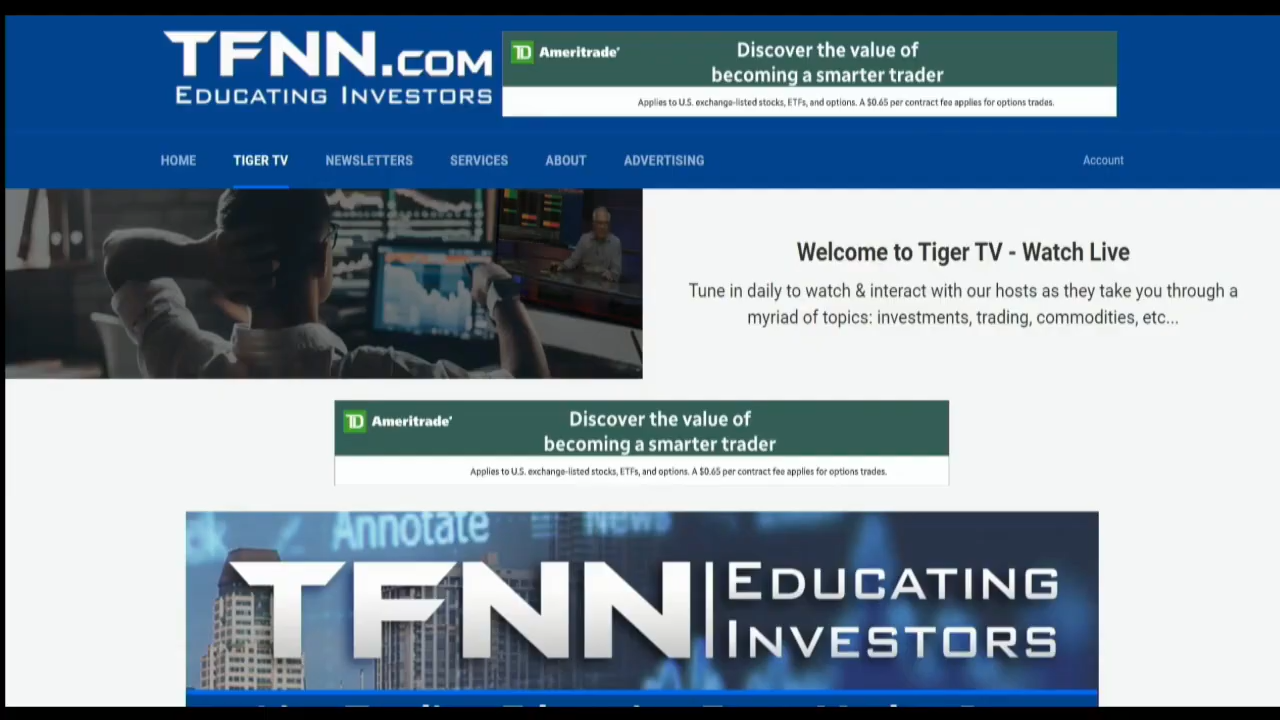 TFNN.COM
EDUCATING INVESTORS
TD Ameritrade
Discover the value of
becoming a smarter trader
Applies to U.S. exchange-listed stocks, ETFs, and options. A $0.65 per contract fee applies for options trades.
HOME TIGER TV NEWSLETTERS SERVICES ABOUT ADVERTISING Account
Welcome to Tiger TV - Watch Live
Tune in daily to watch & interact with our hosts as they take you through a
myriad of topics: investments, trading, commodities, etc...
TD Ameritrade
Discover the value of
becoming a smarter trader
Applies to U.S. exchange-listed stocks, ETFs, and options. A $0.65 per contract fee applies for options trades.
Annotate News
TFNN EDUCATING
INVESTORS